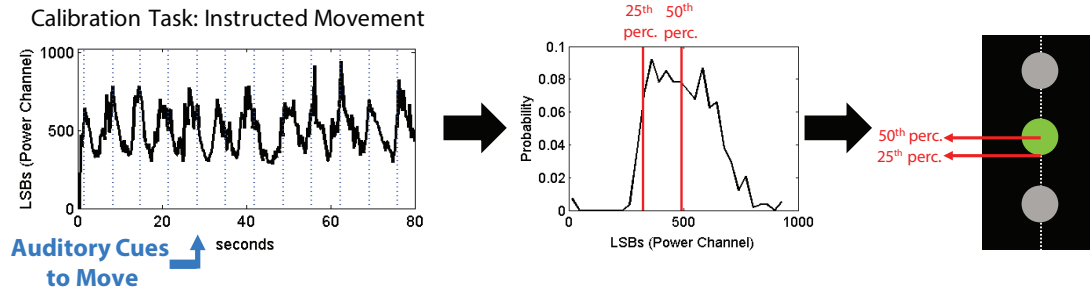 Calibration Task: Instructed Movement
LSBs (Power Channel)
1000
500
0
0 20 40 60 80
seconds
Auditory Cues
to Move
25th 50th
perc. perc.
Probability
0.1
0.08
0.06
0.04
0.02
0
0 500 1000
LSBs (Power Channel)
50th perc.
25th perc.